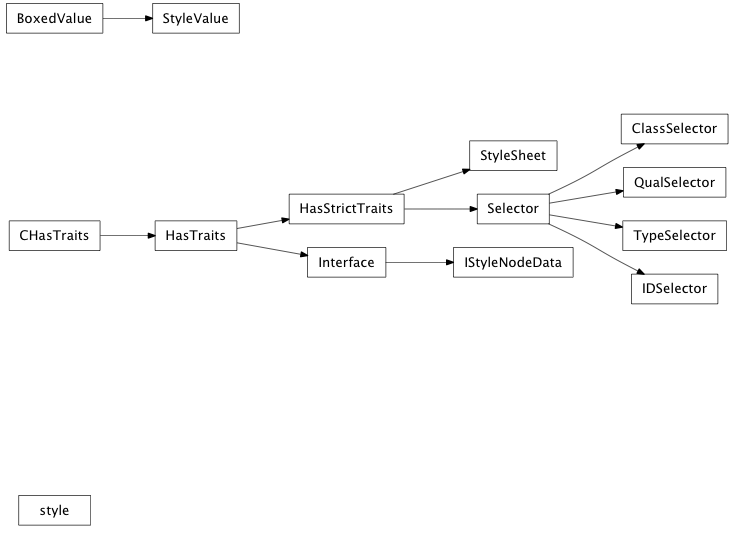 BoxedValue
StyleValue
ClassSelector
StyleSheet
QualSelector
HasStrictTraits
Selector
CHasTraits
HasTraits
TypeSelector
Interface
IStyleNodeData
IDSelector
style